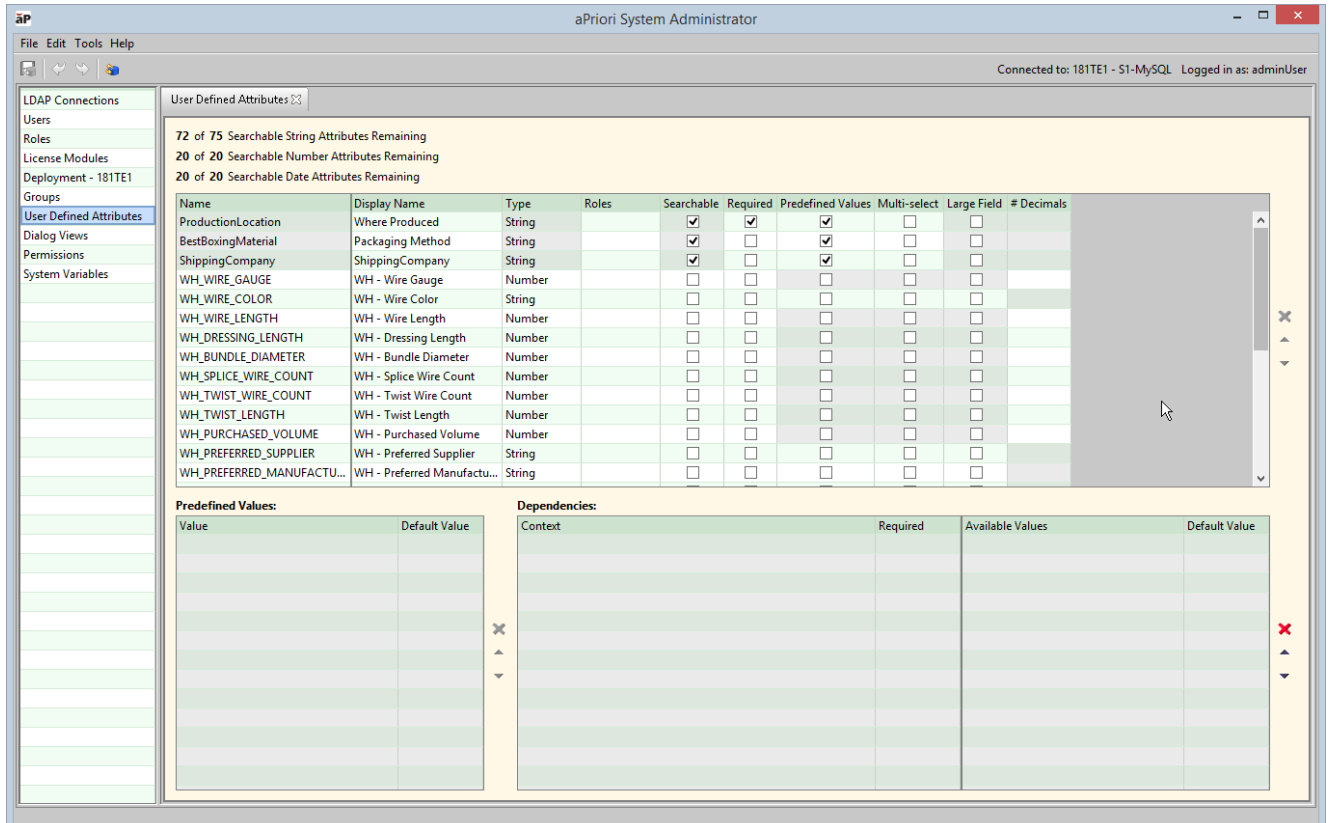 aP aPriori System Administrator
File Edit Tools Help
Connected to: 181TE1 - S1-MySQL Logged in as: adminUser
LDAP Connections
Users
Roles
License Modules
Deployment - 181TE1
Groups
User Defined Attributes
Dialog Views
Permissions
System Variables
User Defined Attributes
72 of 75 Searchable String Attributes Remaining
20 of 20 Searchable Number Attributes Remaining
20 of 20 Searchable Date Attributes Remaining
Name Display Name Type Roles Searchable Required Predefined Values Multi-select Large Field # Decimals
ProductionLocation Where Produced String
BestBoxingMaterial Packaging Method String
ShippingCompany ShippingCompany String
WH_WIRE_GAUGE WH - Wire Gauge Number
WH_WIRE_COLOR WH - Wire Color String
WH_WIRE_LENGTH WH - Wire Length Number
WH_DRESSING_LENGTH WH - Dressing Length Number
WH_BUNDLE_DIAMETER WH - Bundle Diameter Number
WH_SPLICE_WIRE_COUNT WH - Splice Wire Count Number
WH_TWIST_WIRE_COUNT WH - Twist Wire Count Number
WH_TWIST_LENGTH WH - Twist Length Number
WH_PURCHASED_VOLUME WH - Purchased Volume Number
WH_PREFERRED_SUPPLIER WH - Preferred Supplier String
WH_PREFERRED_MANUFACTU... WH - Preferred Manufactu... String
Predefined Values: Dependencies:
Value Default Value Context Required Available Values Default Value